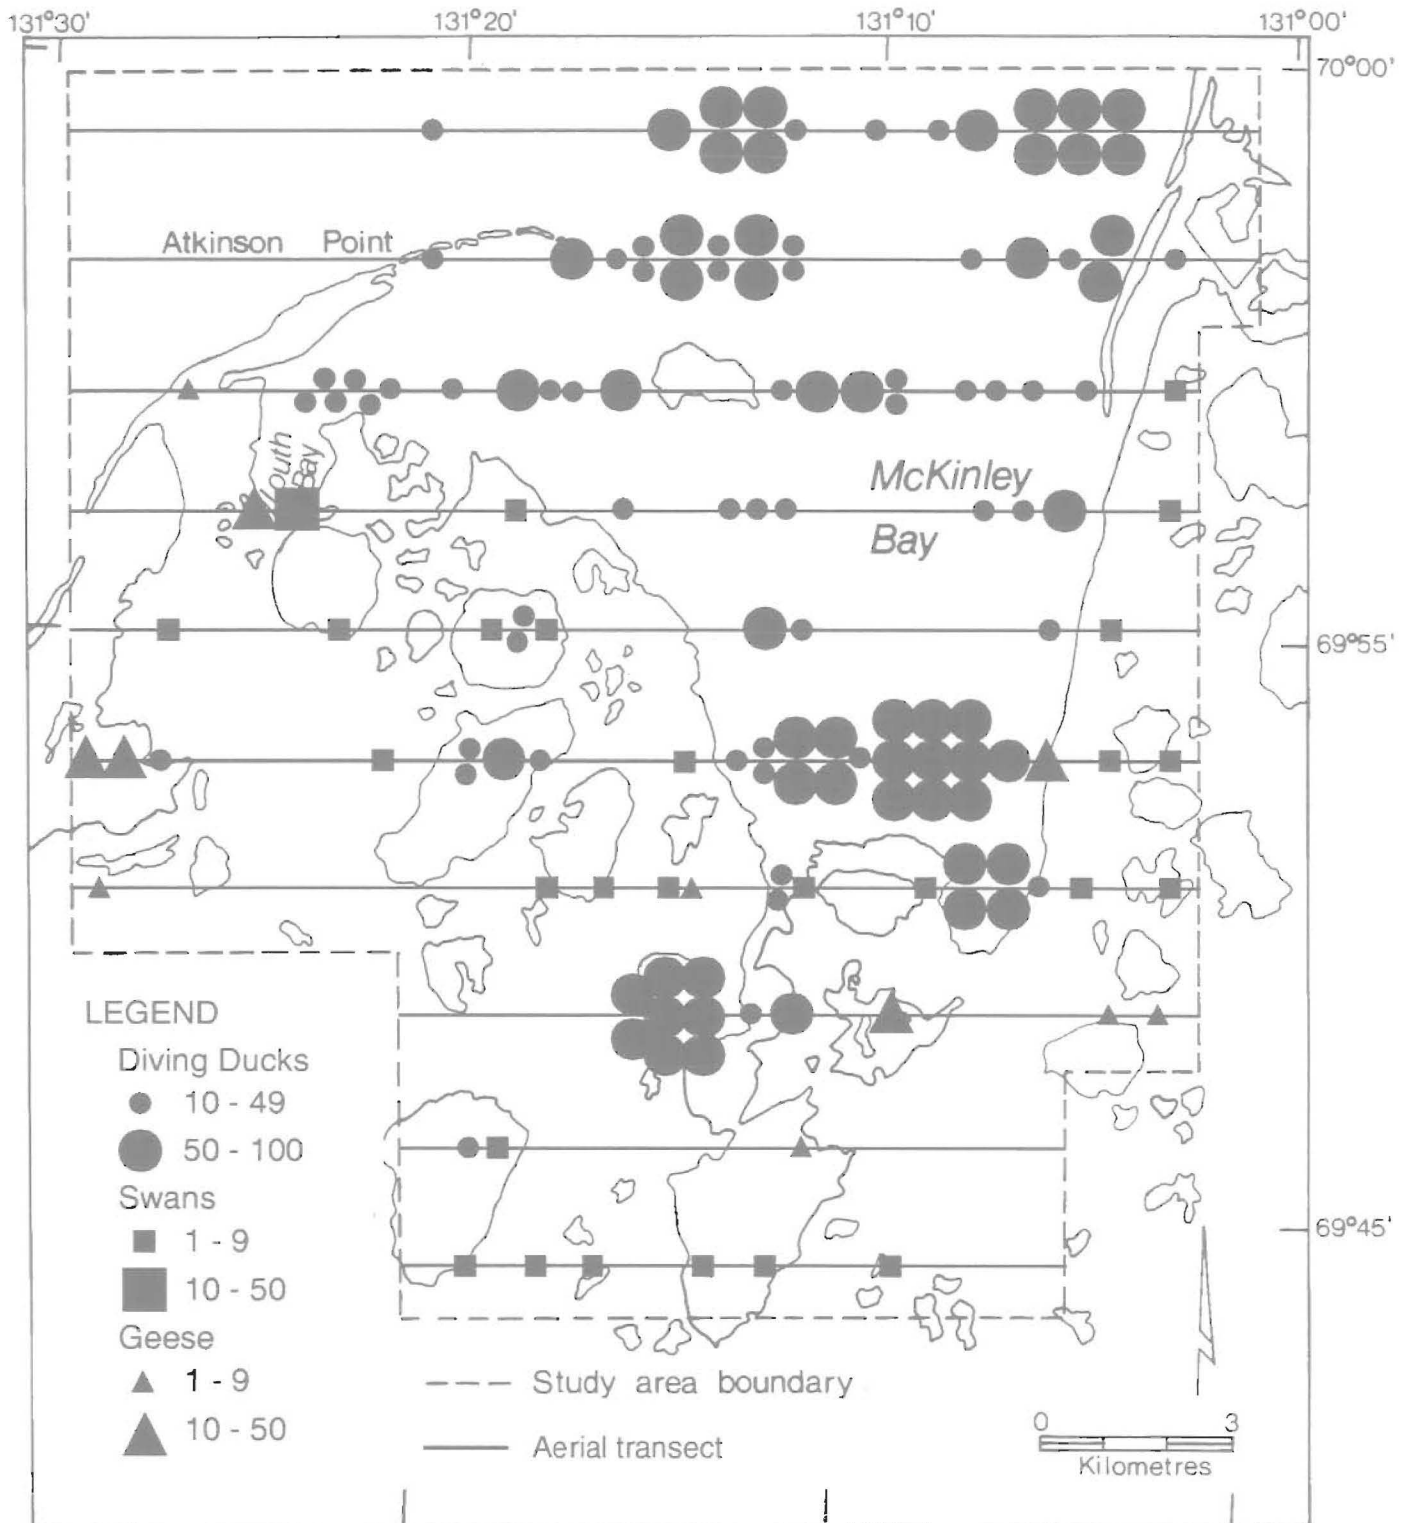 131°30' 131°20' 131°10' 131°00'
70°00'
Atkinson Point
McKinley
Bay
Louth
Bay
69°55'
69°45'
LEGEND
Diving Ducks
10 - 49
50 - 100
Swans
1 - 9
10 - 50
Geese
1 - 9
10 - 50
Study area boundary
Aerial transect
0 3
Kilometres